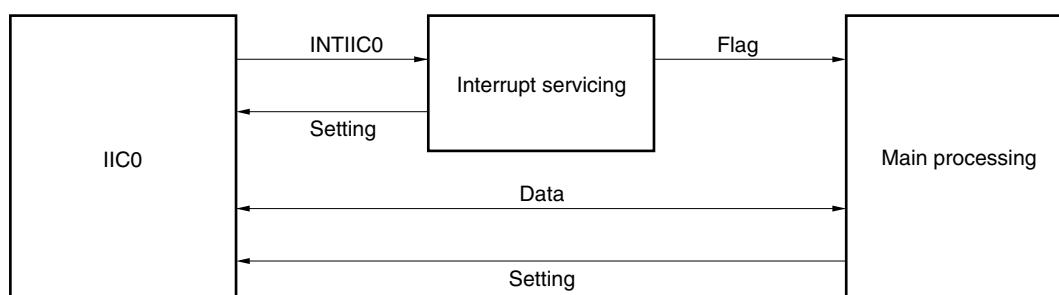 INTIIC0
Flag
Interrupt servicing
Setting
IIC0
Main processing
Data
Setting